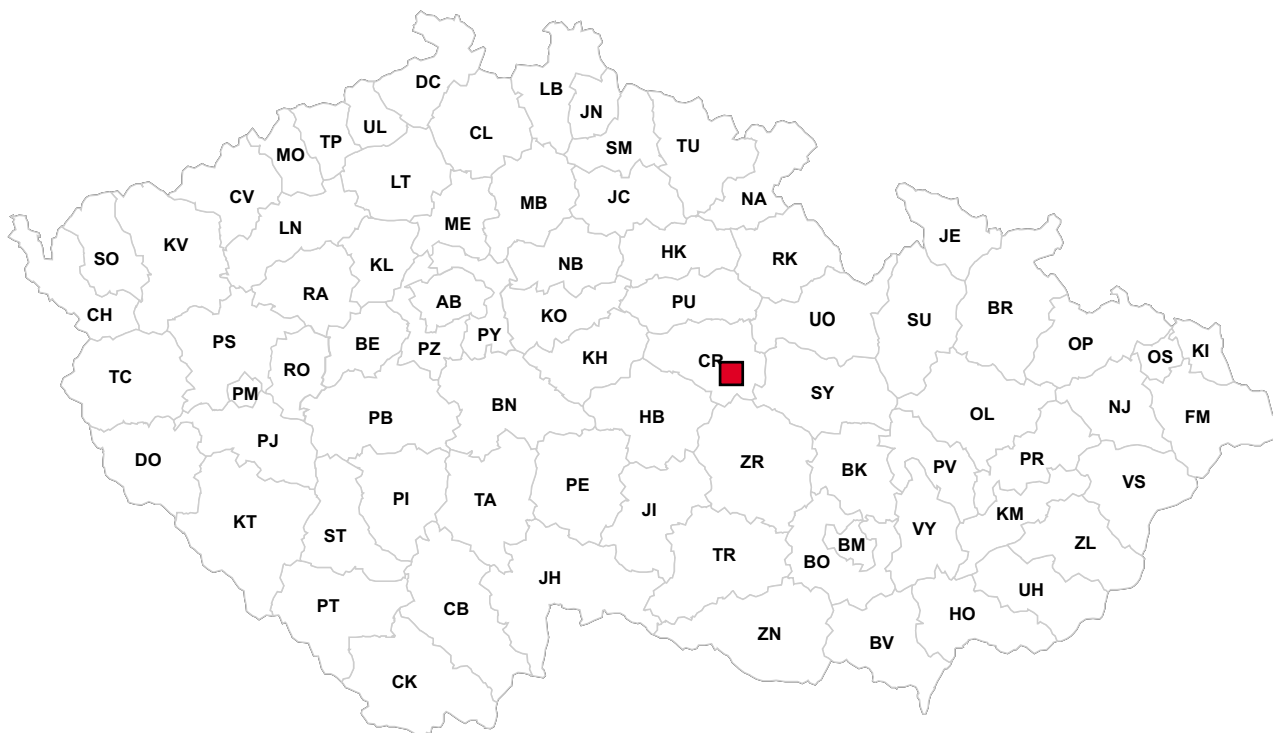 DC
LB
JN
UL
TP
MO
CL
SM
TU
LT
CV
MB
JC
NA
ME
LN
KV
SO
JE
KL
NB
HK
RK
RA
AB
CH
KO
PU
UO
SU
BR
PS
BE
PZ
PY
KH
CR
OP
OS
KI
TC
RO
PM
BN
HB
SY
NJ
PB
OL
FM
PJ
DO
ZR
BK
PV
PR
VS
KT
PI
TA
PE
JI
KM
ST
VY
ZL
TR
BO
BM
JH
UH
PT
CB
HO
ZN
BV
CK